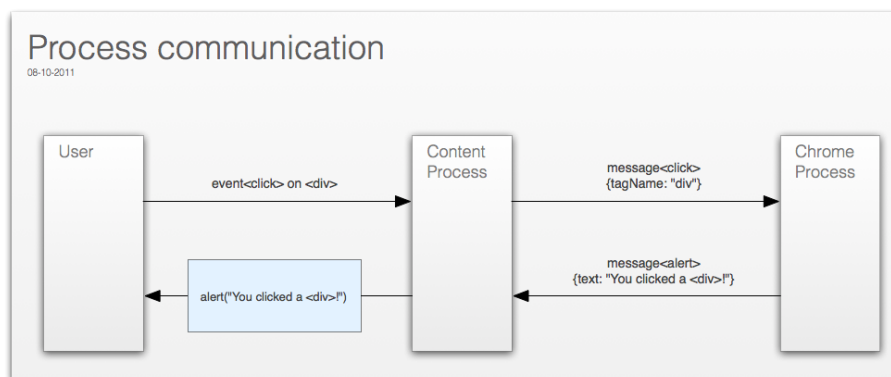 Process communication
08-10-2011
User
event<click> on <div>
Content
Process
message<click>
{tagName: "div"}
Chrome
Process
alert("You clicked a <div>!")
message<alert>
{text: "You clicked a <div>!"}